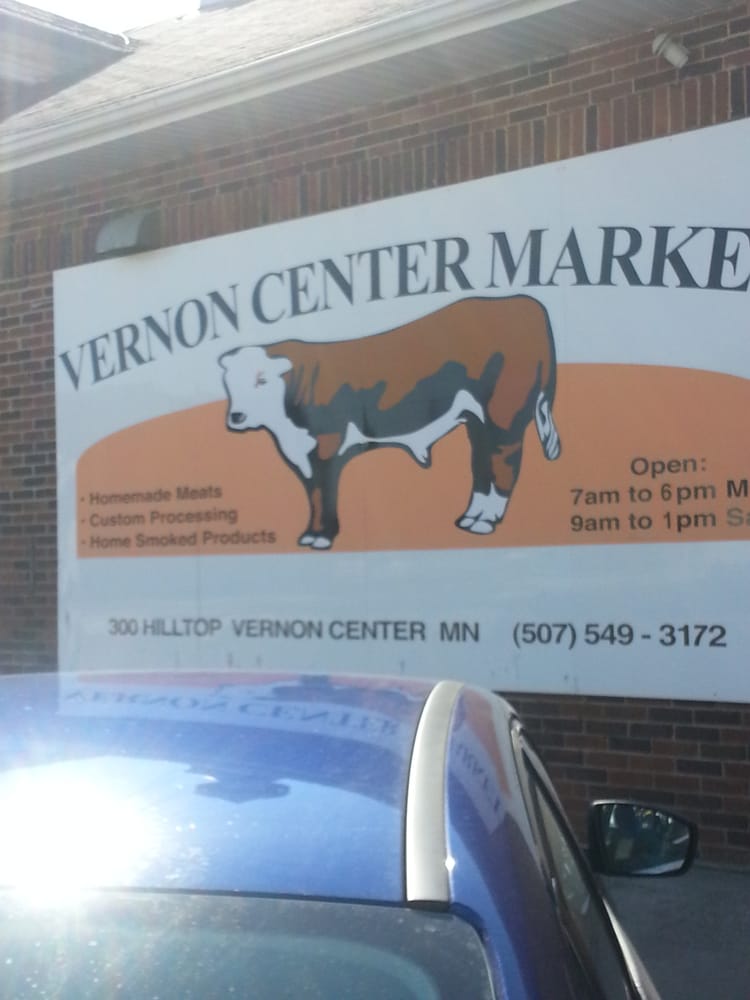 VERNON CENTER MARKE
· Homemade Meats
· Custom Processing
· Home Smoked Products
Open:
7am to 6pm M
9am to 1pm Sa
300 HILLTOP VERNON CENTER MN (507) 549 - 3172